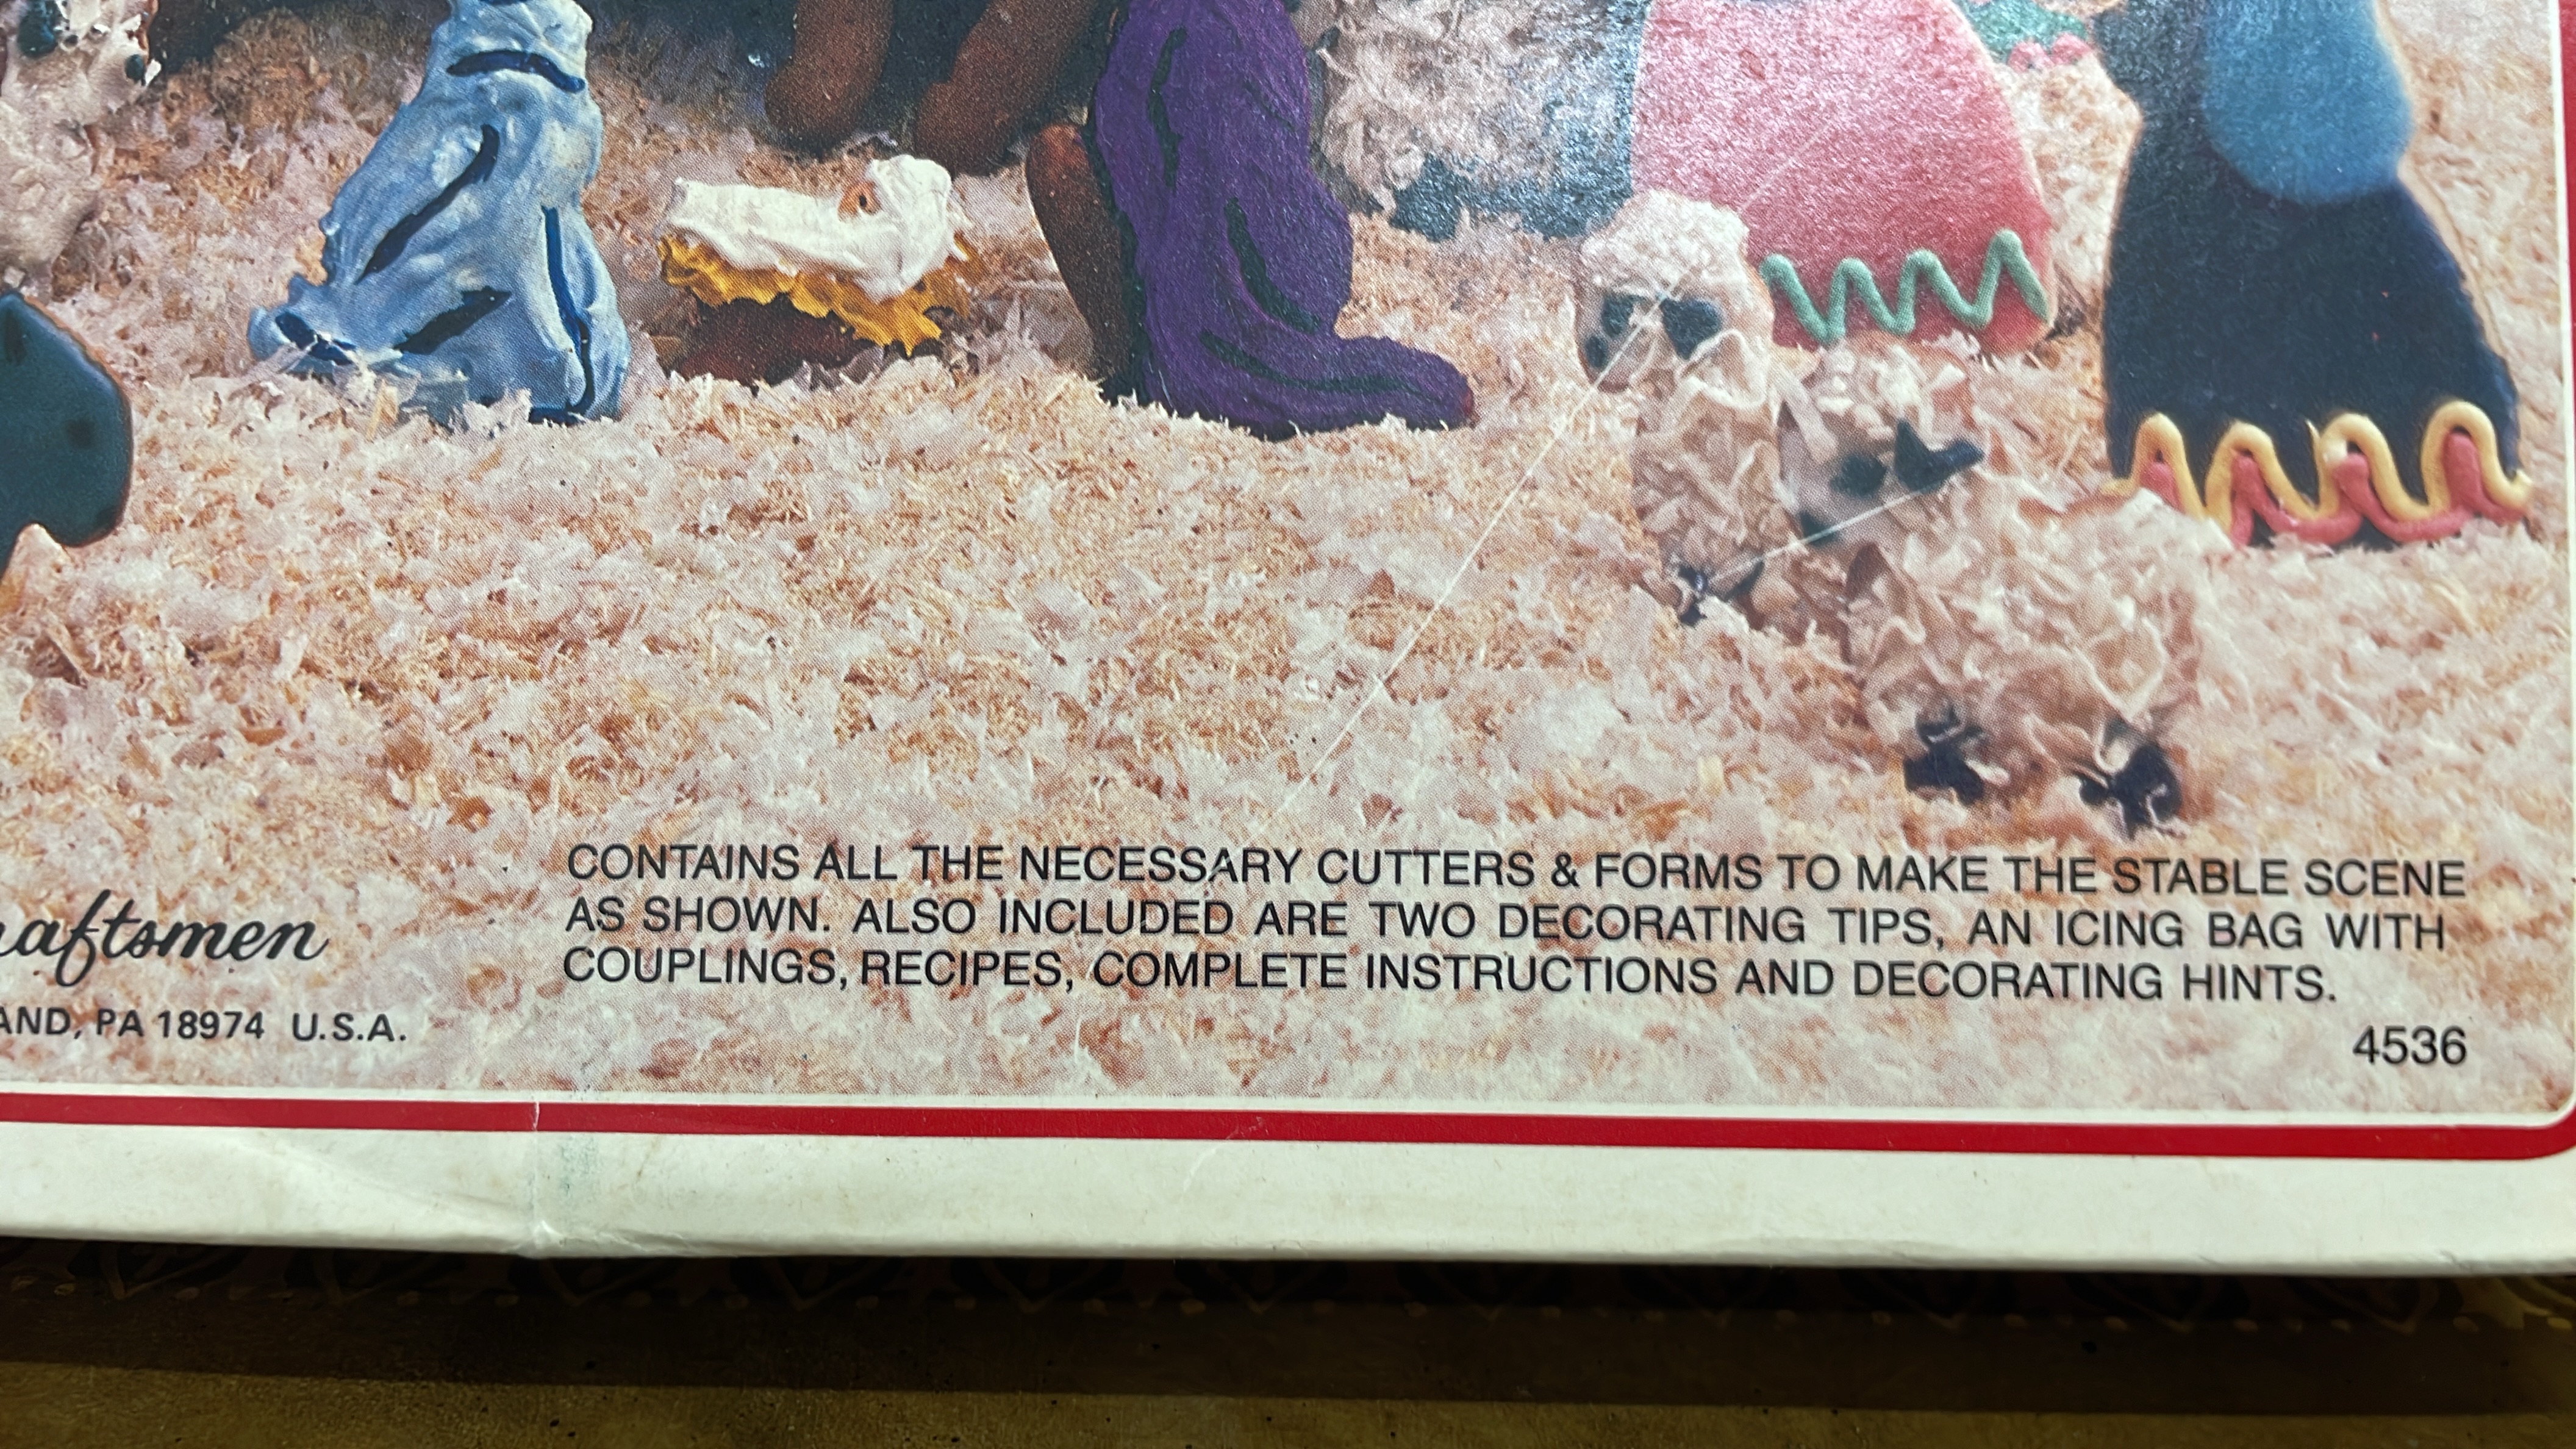 CONTAINS ALL THE NECESSARY CUTTERS & FORMS TO MAKE THE STABLE SCENE
AS SHOWN. ALSO INCLUDED ARE TWO DECORATING TIPS, AN ICING BAG WITH
COUPLINGS, RECIPES, COMPLETE INSTRUCTIONS AND DECORATING HINTS.
4536
aftsmen
AND, PA 18974 U.S.A.